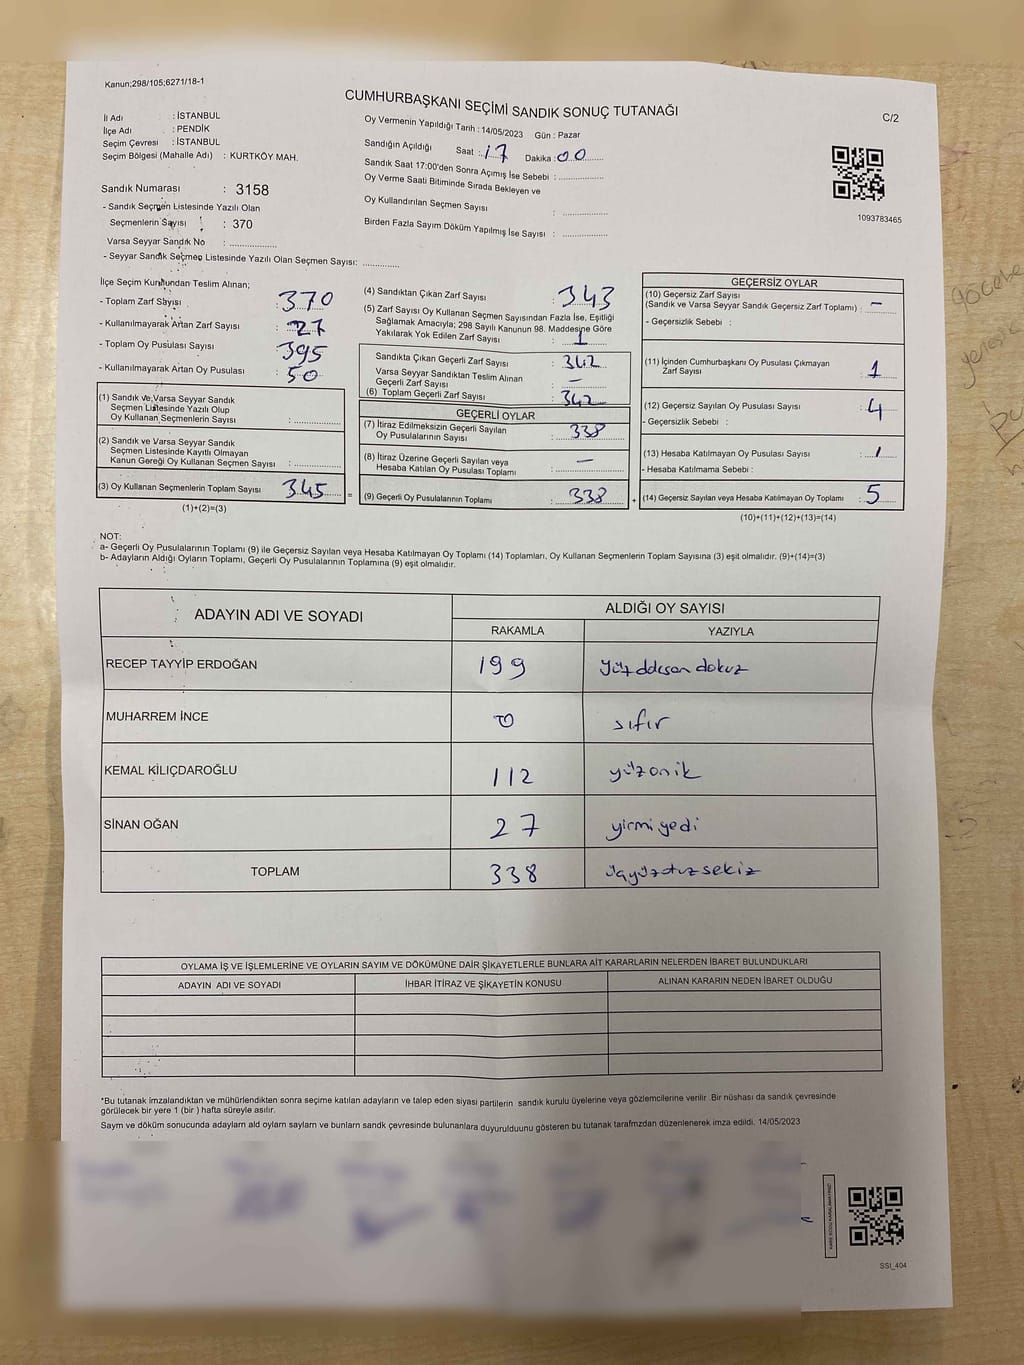 Kanun;298/105;6271/18-1
CUMHURBAŞKANI SEÇİMİ SANDIK SONUÇ TUTANAĞI
C/2
İl Adı : İSTANBUL
İlçe Adı : PENDİK
Seçim Çevresi : İSTANBUL
Seçim Bölgesi (Mahalle Adı) : KURTKÖY MAH.
Sandık Numarası : 3158
- Sandık Seçmen Listesinde Yazılı Olan
Seçmenlerin Sayısı : 370
Varsa Seyyar Sandık No : ................
- Seyyar Sandık Seçmen Listesinde Yazılı Olan Seçmen Sayısı: ............
Oy Vermenin Yapıldığı Tarih : 14/05/2023 Gün : Pazar
Sandığın Açıldığı Saat : 17 Dakika : 00
Sandık Saat 17:00'den Sonra Açımış İse Sebebi : ................
Oy Verme Saati Bitiminde Sırada Bekleyen ve
Oy Kullandırılan Seçmen Sayısı : ................
Birden Fazla Sayım Döküm Yapılmış İse Sayısı : ................
1093783465
İlçe Seçim Kurulundan Teslim Alınan;
- Toplam Zarf Sayısı : 370
- Kullanılmayarak Artan Zarf Sayısı : 27
- Toplam Oy Pusulası Sayısı : 395
- Kullanılmayarak Artan Oy Pusulası : 50
(1) Sandık ve Varsa Seyyar Sandık
Seçmen Listesinde Yazılı Olup
Oy Kullanan Seçmenlerin Sayısı : ................
(2) Sandık ve Varsa Seyyar Sandık
Seçmen Listesinde Kayıtlı Olmayan
Kanun Gereği Oy Kullanan Seçmen Sayısı : ................
(3) Oy Kullanan Seçmenlerin Toplam Sayısı : 345
(1)+(2)=(3)
(4) Sandıktan Çıkan Zarf Sayısı : 343
(5) Zarf Sayısı Oy Kullanan Seçmen Sayısından Fazla İse, Eşitliği
Sağlamak Amacıyla; 298 Sayılı Kanunun 98. Maddesine Göre
Yakılarak Yok Edilen Zarf Sayısı : 1
Sandıkta Çıkan Geçerli Zarf Sayısı : 342
Varsa Seyyar Sandıktan Teslim Alınan
Geçerli Zarf Sayısı : —
(6) Toplam Geçerli Zarf Sayısı : 342
GEÇERLİ OYLAR
(7) İtiraz Edilmeksizin Geçerli Sayılan
Oy Pusulalarının Sayısı : 338
(8) İtiraz Üzerine Geçerli Sayılan veya
Hesaba Katılan Oy Pusulası Toplamı : —
= (9) Geçerli Oy Pusulalarının Toplamı : 338
GEÇERSİZ OYLAR
(10) Geçersiz Zarf Sayısı
(Sandık ve Varsa Seyyar Sandık Geçersiz Zarf Toplamı) : —
- Geçersizlik Sebebi :
(11) İçinden Cumhurbaşkanı Oy Pusulası Çıkmayan
Zarf Sayısı : 1
(12) Geçersiz Sayılan Oy Pusulası Sayısı : 4
- Geçersizlik Sebebi :
(13) Hesaba Katılmayan Oy Pusulası Sayısı : 1
- Hesaba Katılmama Sebebi :
+ (14) Geçersiz Sayılan veya Hesaba Katılmayan Oy Toplamı : 5
(10)+(11)+(12)+(13)=(14)
NOT:
a- Geçerli Oy Pusulalarının Toplamı (9) ile Geçersiz Sayılan veya Hesaba Katılmayan Oy Toplamı (14) Toplamları, Oy Kullanan Seçmenlerin Toplam Sayısına (3) eşit olmalıdır. (9)+(14)=(3)
b- Adayların Aldığı Oyların Toplamı, Geçerli Oy Pusulalarının Toplamına (9) eşit olmalıdır.
ADAYIN ADI VE SOYADI
ALDIĞI OY SAYISI
RAKAMLA YAZIYLA
RECEP TAYYİP ERDOĞAN 199 yüz ddoksan dokuz
MUHARREM İNCE 0 sıfır
KEMAL KILIÇDAROĞLU 112 yüzonik
SİNAN OĞAN 27 yirmiyedi
TOPLAM 338 üçyüzotuzsekiz
OYLAMA İŞ VE İŞLEMLERİNE VE OYLARIN SAYIM VE DÖKÜMÜNE DAİR ŞİKAYETLERLE BUNLARA AİT KARARLARIN NELERDEN İBARET BULUNDUKLARI
ADAYIN ADI VE SOYADI İHBAR İTİRAZ VE ŞİKAYETİN KONUSU ALINAN KARARIN NEDEN İBARET OLDUĞU
*Bu tutanak imzalandıktan ve mühürlendikten sonra seçime katılan adayların ve talep eden siyasi partilerin sandık kurulu üyelerine veya gözlemcilerine verilir .Bir nüshası da sandık çevresinde
görülecek bir yere 1 (bir ) hafta süreyle asılır.
Saym ve döküm sonucunda adaylarm ald oylarm saylarm ve bunlarn sandk çevresinde bulunanlara duyurulduunu gösteren bu tutanak tarafmzdan düzenlenerek imza edildi. 14/05/2023
SSI_404